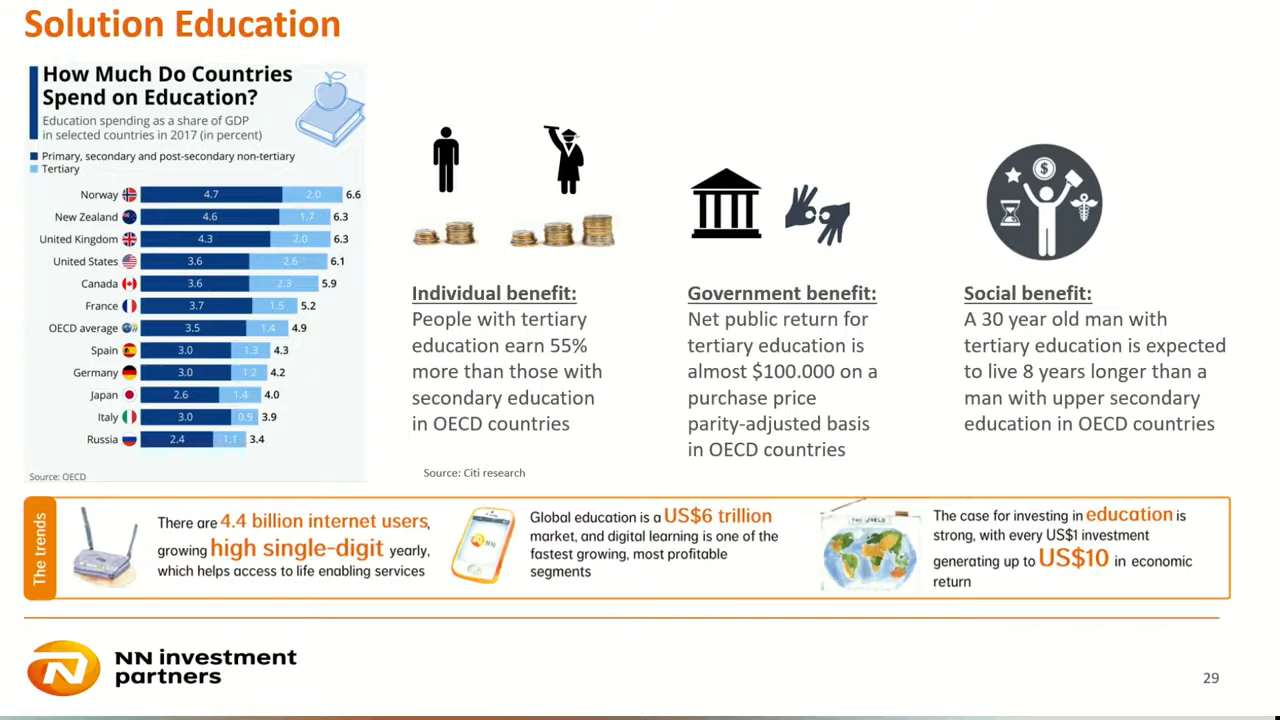 Solution Education
How Much Do Countries
Spend on Education?
Education spending as a share of GDP
in selected countries in 2017 (in percent)
Primary, secondary and post-secondary non-tertiary
Tertiary
Norway 4.7 2.0 6.6
New Zealand 4.6 1.7 6.3
United Kingdom 4.3 2.0 6.3
United States 3.6 2.6 6.1
Canada 3.6 2.3 5.9
France 3.7 1.5 5.2
OECD average 3.5 1.4 4.9
Spain 3.0 1.3 4.3
Germany 3.0 1.2 4.2
Japan 2.6 1.4 4.0
Italy 3.0 0.9 3.9
Russia 2.4 1.1 3.4
Source: OECD
Individual benefit:
People with tertiary
education earn 55%
more than those with
secondary education
in OECD countries
Source: Citi research
$
Government benefit:
Net public return for
tertiary education is
almost $100.000 on a
purchase price
parity-adjusted basis
in OECD countries
Social benefit:
A 30 year old man with
tertiary education is expected
to live 8 years longer than a
man with upper secondary
education in OECD countries
The trends
There are 4.4 billion internet users,
growing high single-digit yearly,
which helps access to life enabling services
NN
Global education is a US$6 trillion
market, and digital learning is one of the
fastest growing, most profitable
segments
THE WORLD
The case for investing in education is
strong, with every US$1 investment
generating up to US$10 in economic
return
NN investment
partners
29